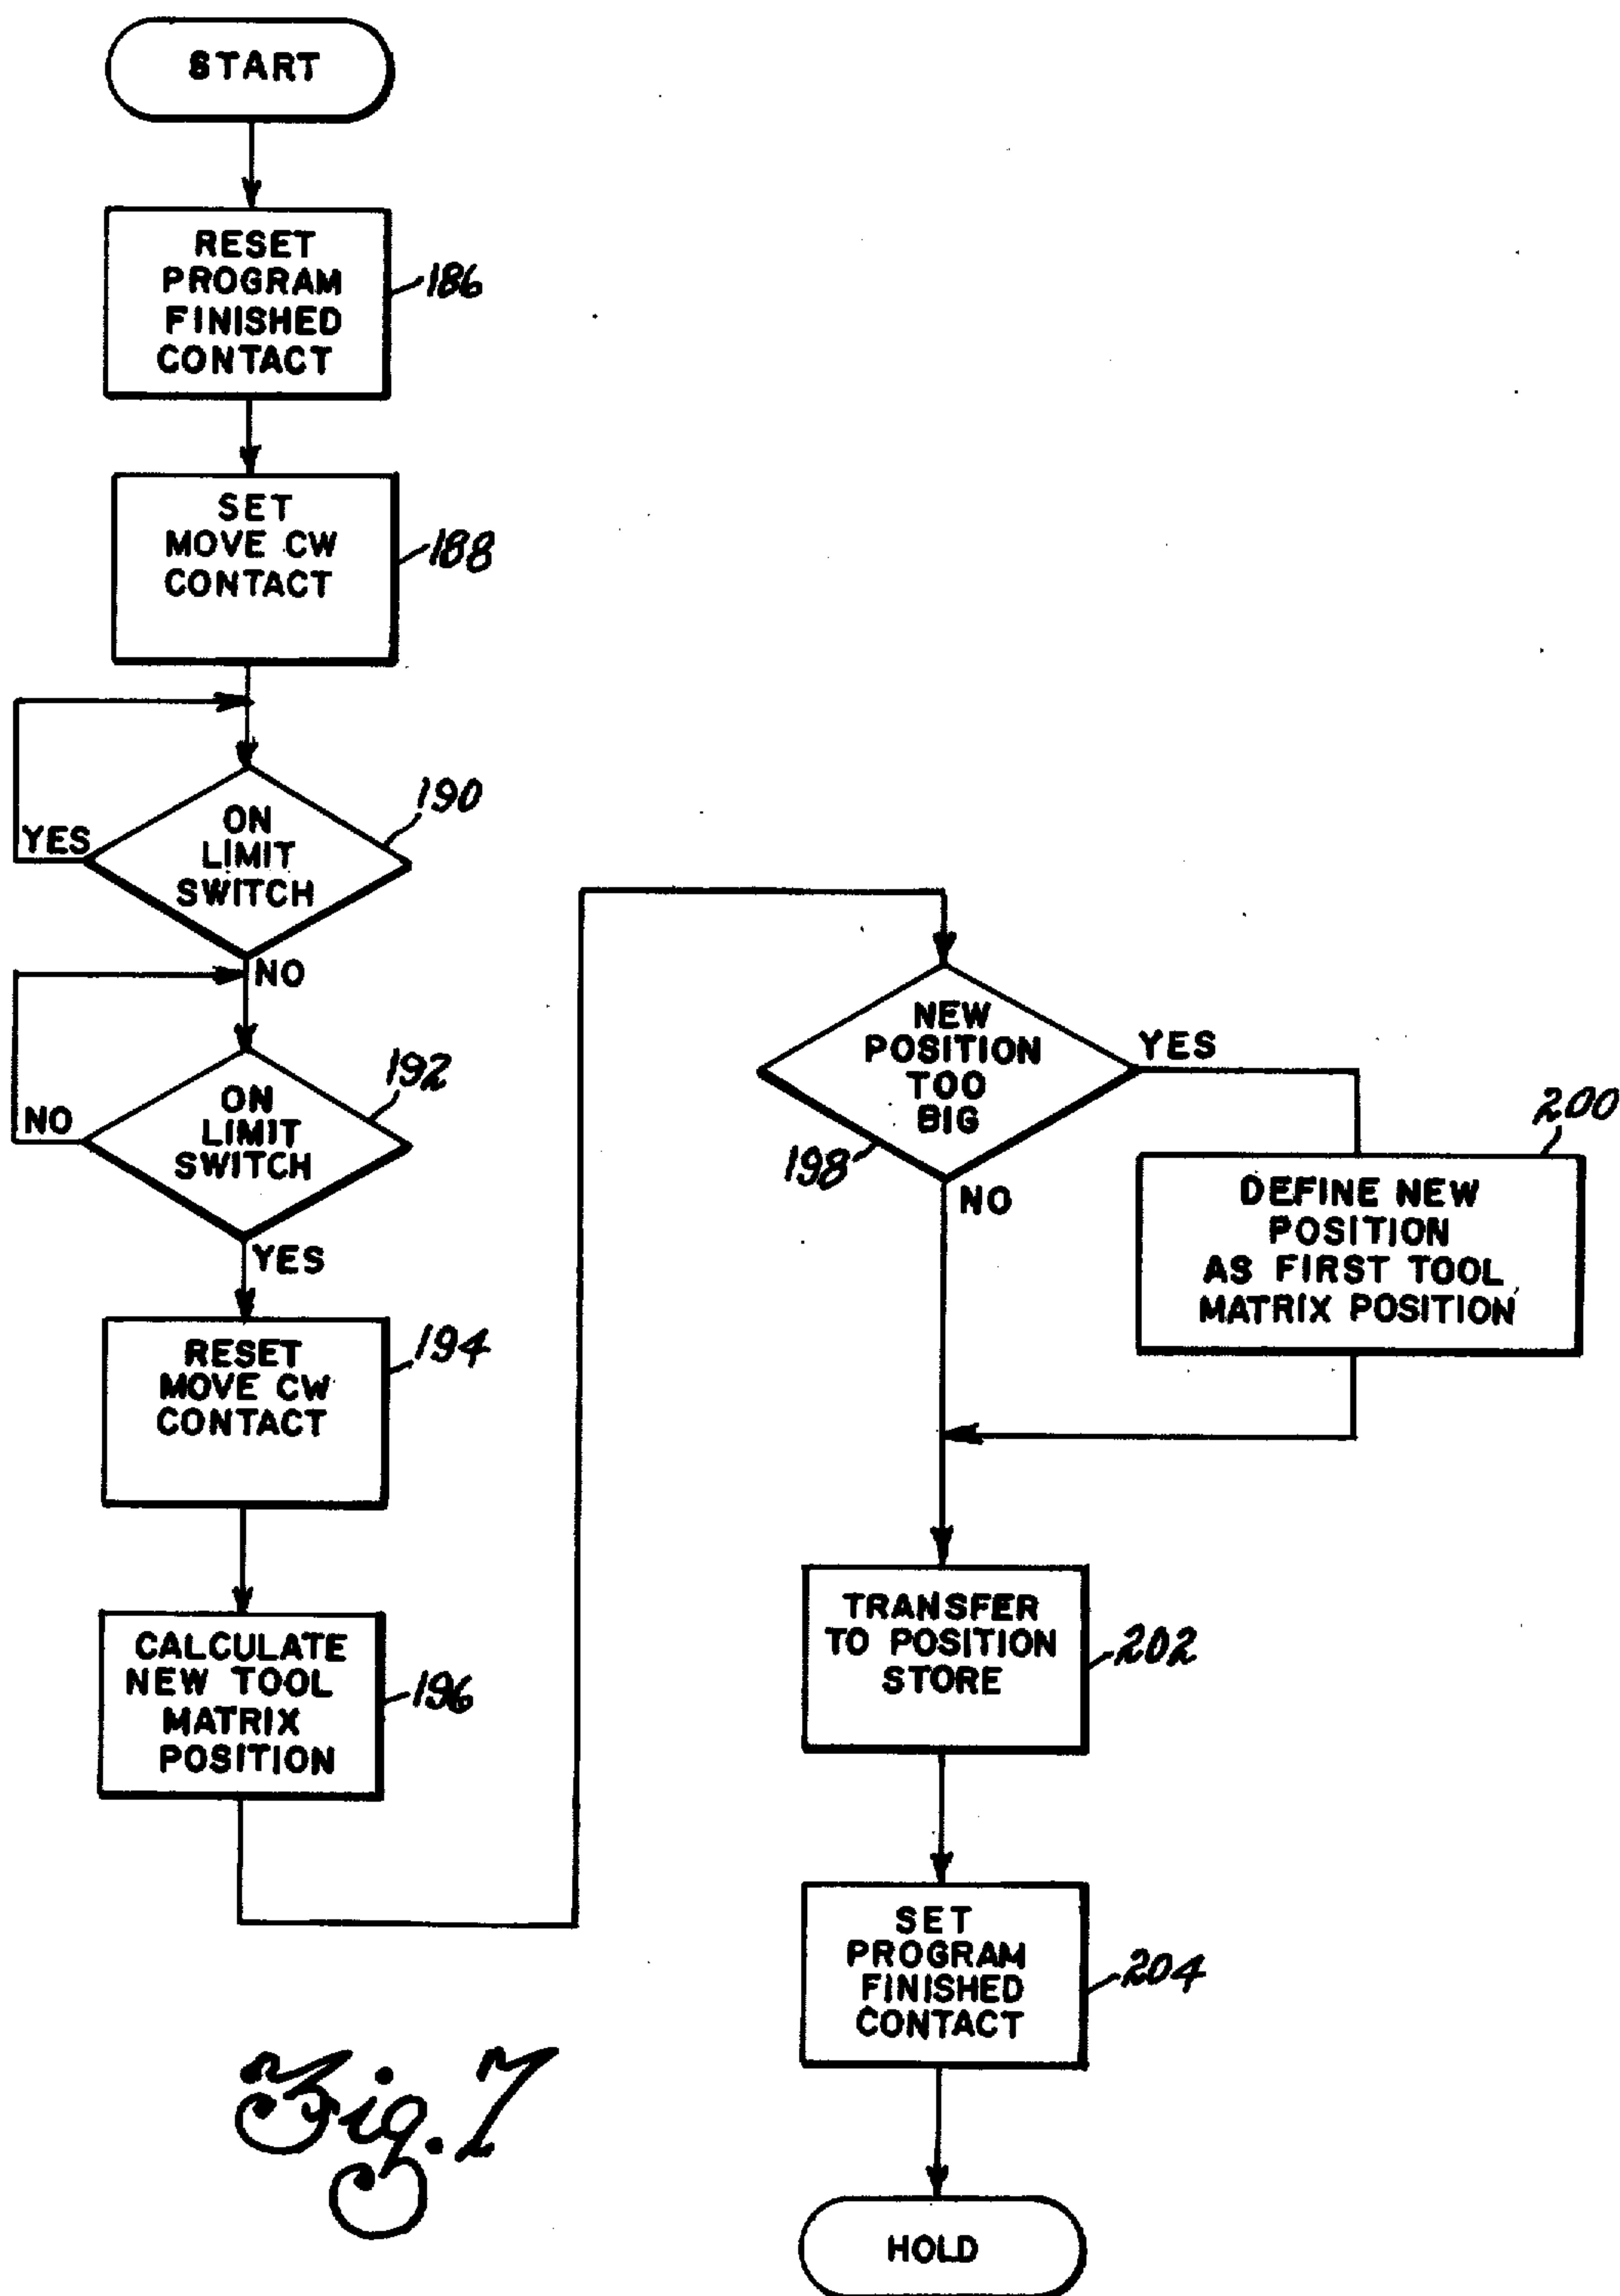 START
RESET
PROGRAM
FINISHED
CONTACT
186
SET
MOVE CW
CONTACT
188
ON
LIMIT
SWITCH
190
YES
NO
ON
LIMIT
SWITCH
192
NO
YES
RESET
MOVE CW
CONTACT
194
CALCULATE
NEW TOOL
MATRIX
POSITION
196
NEW
POSITION
TOO
BIG
198
YES
NO
DEFINE NEW
POSITION
AS FIRST TOOL
MATRIX POSITION
200
TRANSFER
TO POSITION
STORE
202
SET
PROGRAM
FINISHED
CONTACT
204
HOLD
Fig. 7